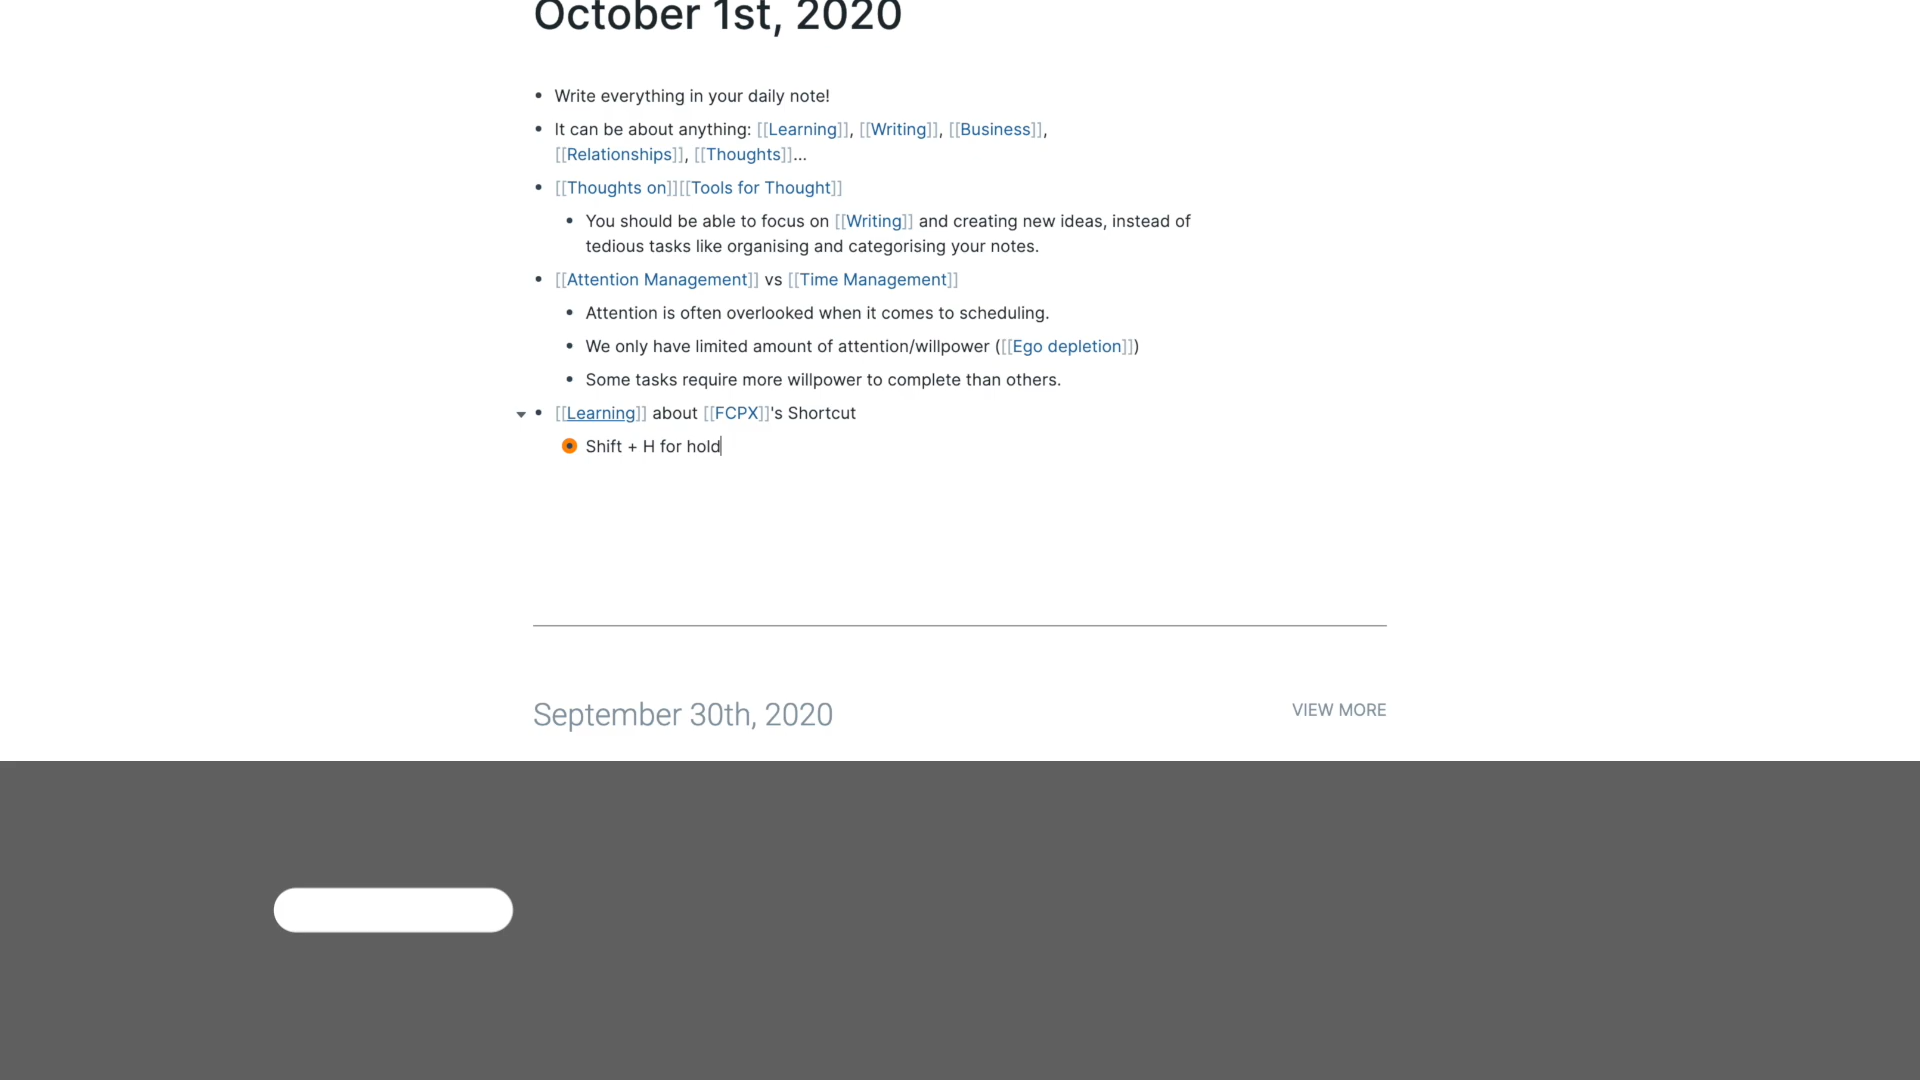 October 1st, 2020
• Write everything in your daily note!
• It can be about anything: [[Learning]], [[Writing]], [[Business]],
[[Relationships]], [[Thoughts]]...
• [[Thoughts on]][[Tools for Thought]]
• You should be able to focus on [[Writing]] and creating new ideas, instead of
tedious tasks like organising and categorising your notes.
• [[Attention Management]] vs [[Time Management]]
• Attention is often overlooked when it comes to scheduling.
• We only have limited amount of attention/willpower ([[Ego depletion]])
• Some tasks require more willpower to complete than others.
• [[Learning]] about [[FCPX]]'s Shortcut
• Shift + H for hold
September 30th, 2020
VIEW MORE